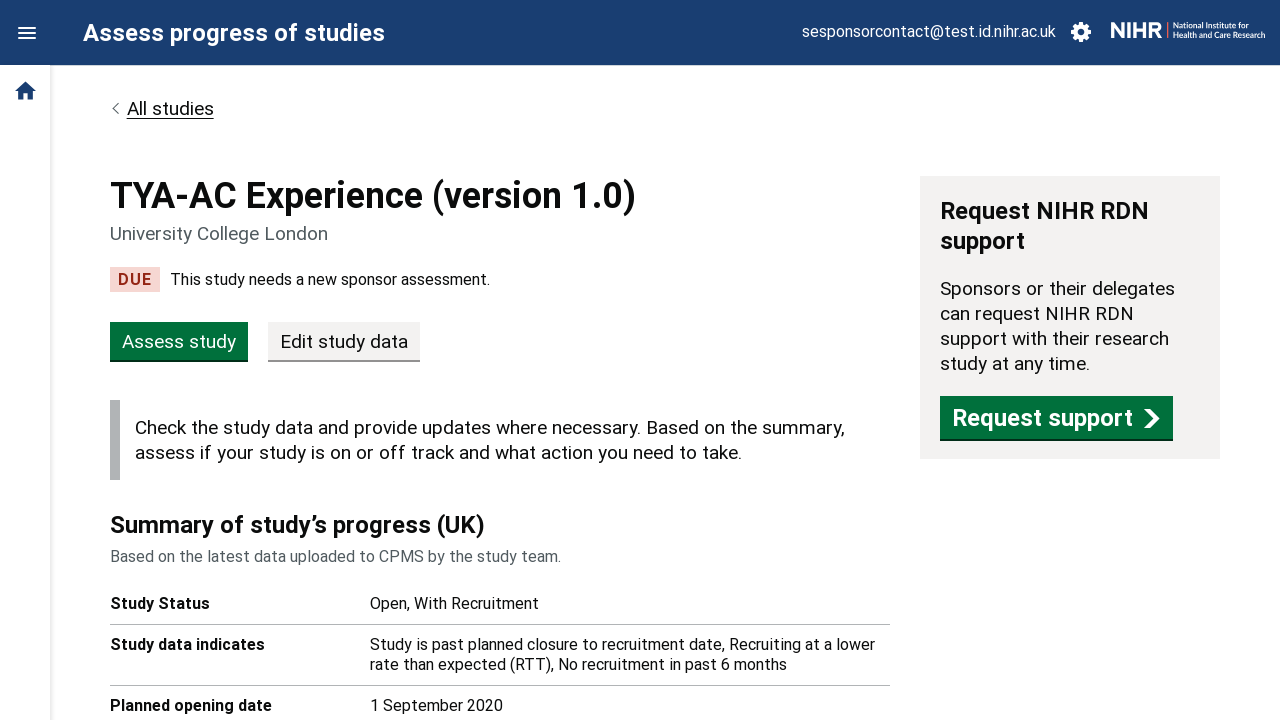 Assess progress of studies
sesponsorcontact@test.id.nihr.ac.uk
NIHR
National Institute for
Health and Care Research
All studies
TYA-AC Experience (version 1.0)
University College London
DUE This study needs a new sponsor assessment.
Assess study Edit study data
Check the study data and provide updates where necessary. Based on the summary,
assess if your study is on or off track and what action you need to take.
Summary of study’s progress (UK)
Based on the latest data uploaded to CPMS by the study team.
Study Status Open, With Recruitment
Study data indicates Study is past planned closure to recruitment date, Recruiting at a lower
rate than expected (RTT), No recruitment in past 6 months
Planned opening date 1 September 2020
Request NIHR RDN
support
Sponsors or their delegates
can request NIHR RDN
support with their research
study at any time.
Request support